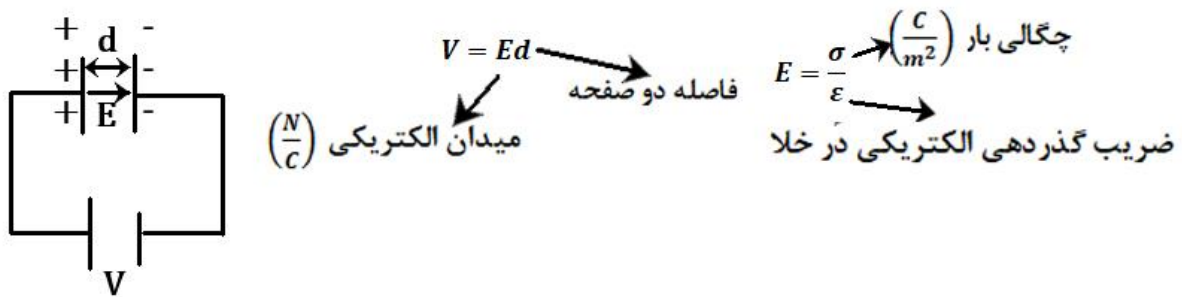 + d -
+ -
+ E -
V
V = Ed
فاصله دو صفحه
میدان الکتریکی (N/C)
E = σ/ε
چگالی بار (C/m²)
ضریب گذردهی الکتریکی در خلا